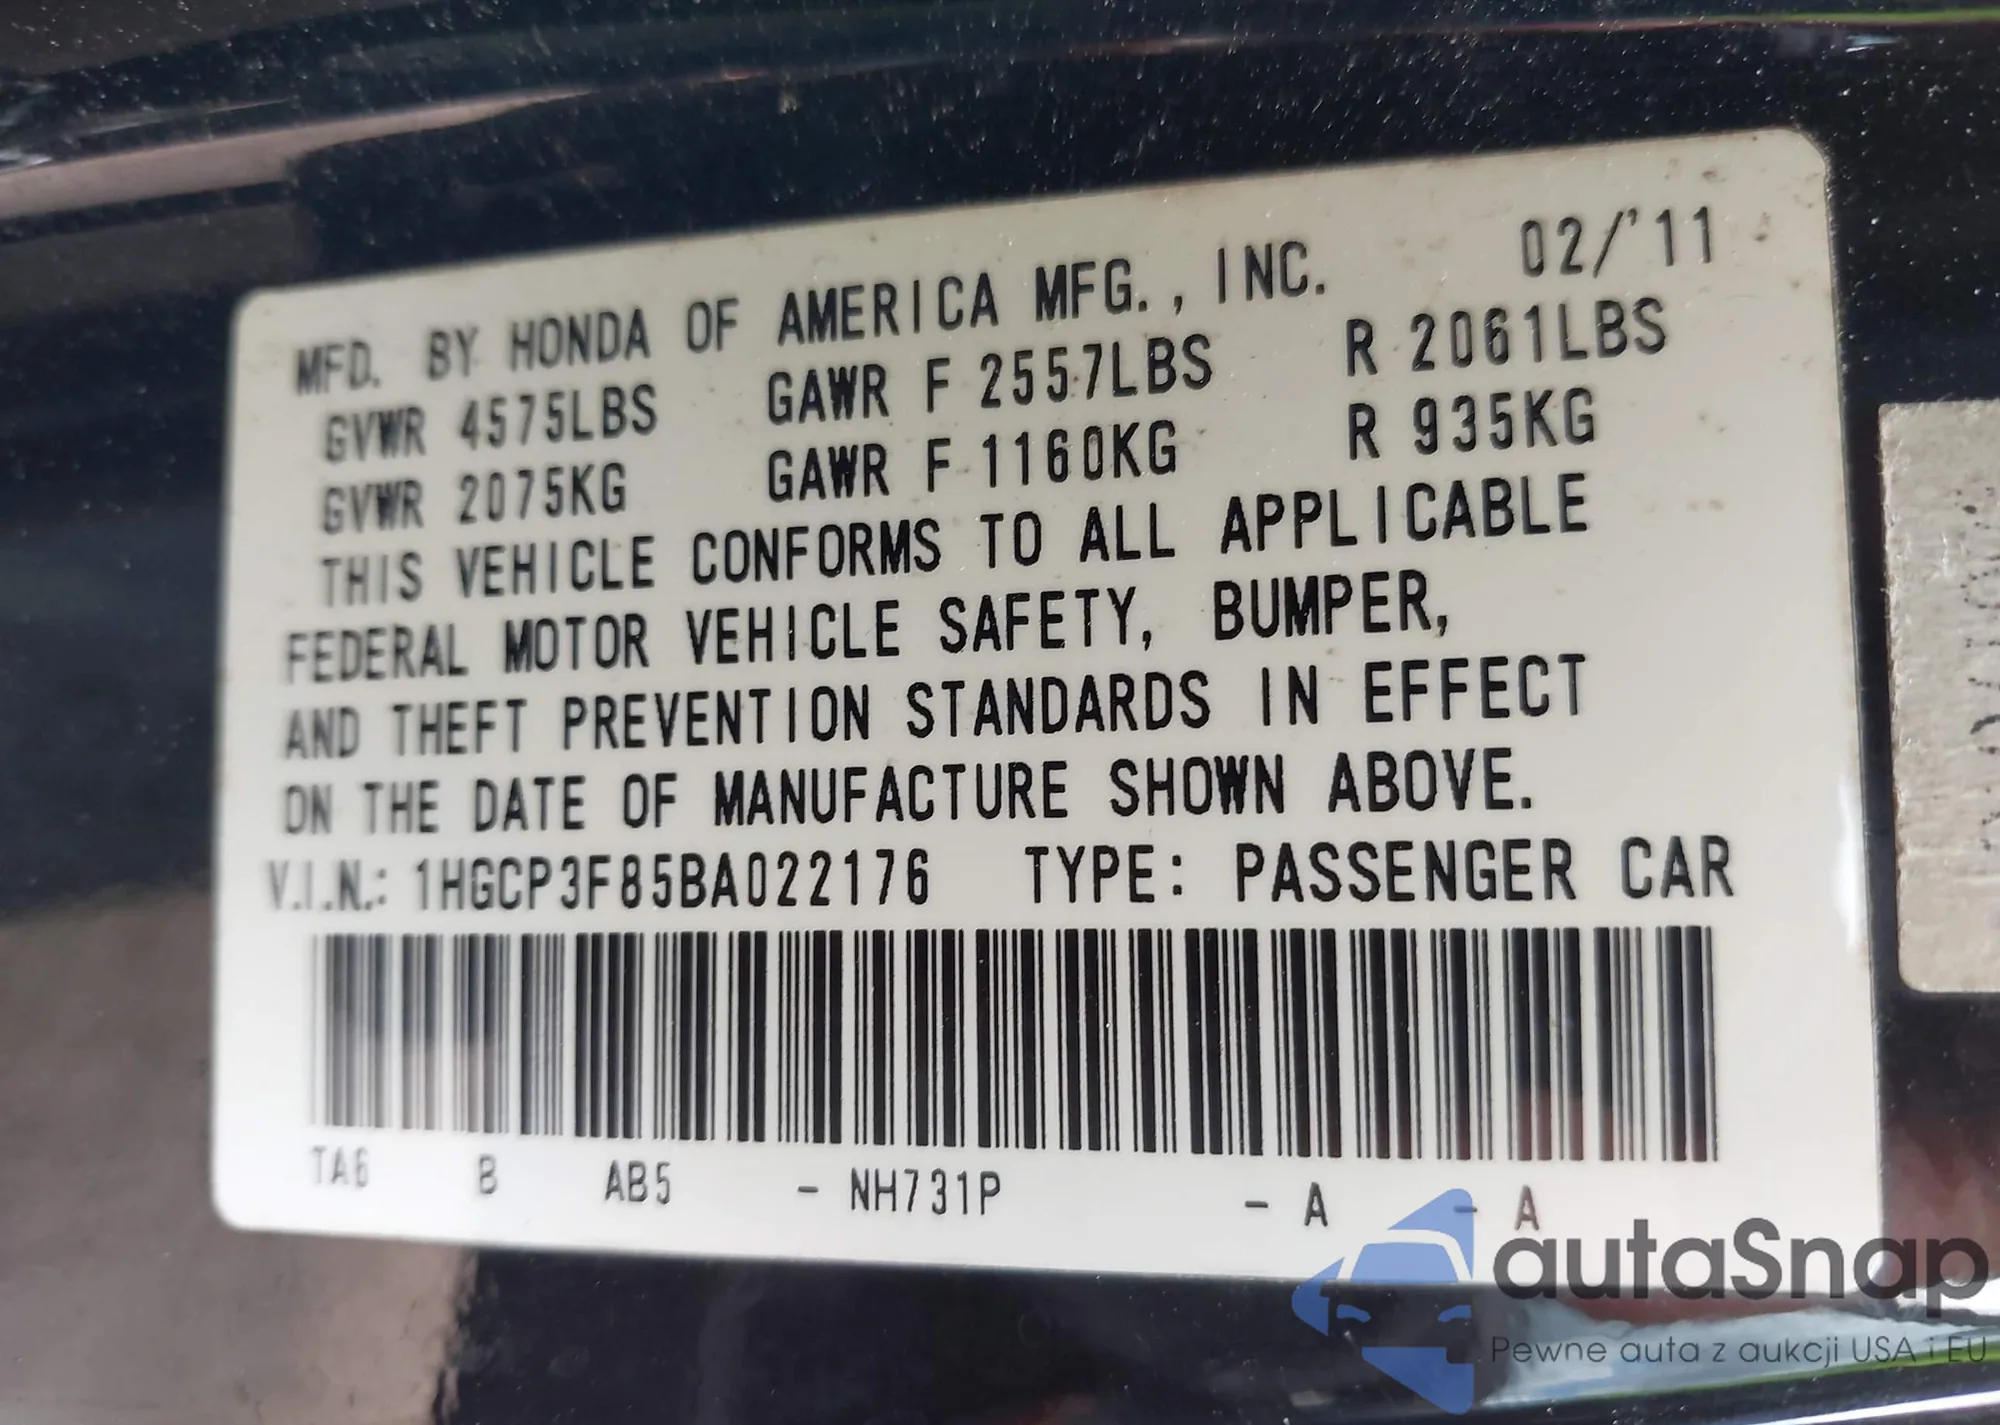 MFD. BY HONDA OF AMERICA MFG., INC. 02/'11
GVWR 4575LBS GAWR F 2557LBS R 2061LBS
GVWR 2075KG GAWR F 1160KG R 935KG
THIS VEHICLE CONFORMS TO ALL APPLICABLE
FEDERAL MOTOR VEHICLE SAFETY, BUMPER,
AND THEFT PREVENTION STANDARDS IN EFFECT
ON THE DATE OF MANUFACTURE SHOWN ABOVE.
V.I.N.: 1HGCP3F85BA022176 TYPE: PASSENGER CAR
TA6 B AB5 - NH731P - A - A
autaSnap
Pewne auta z aukcji USA i EU